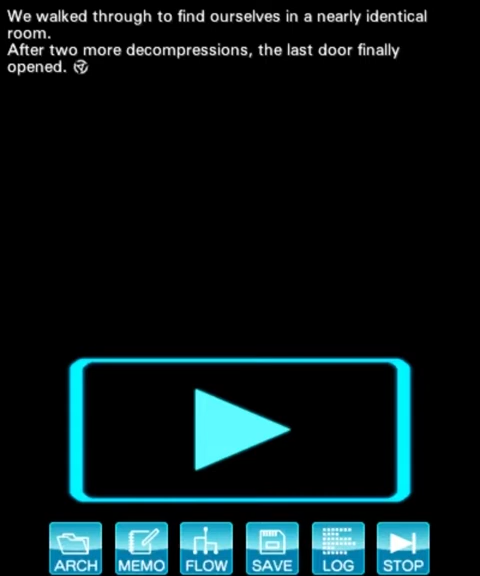 We walked through to find ourselves in a nearly identical
room.
After two more decompressions, the last door finally
opened.
ARCH
MEMO
FLOW
SAVE
LOG
STOP